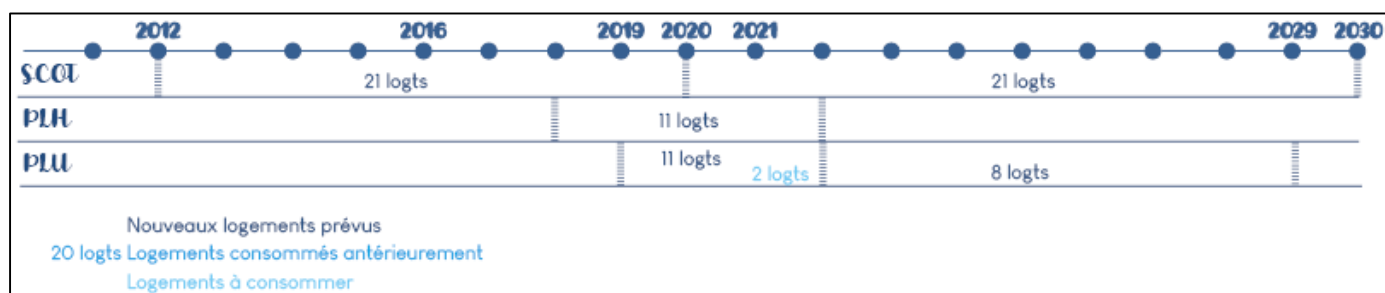 2012 2016 2019 2020 2021 2029 2030
SCOT 21 logts 21 logts
PLH 11 logts
PLU 11 logts 2 logts 8 logts
Nouveaux logements prévus
20 logts Logements consommés antérieurement
Logements à consommer